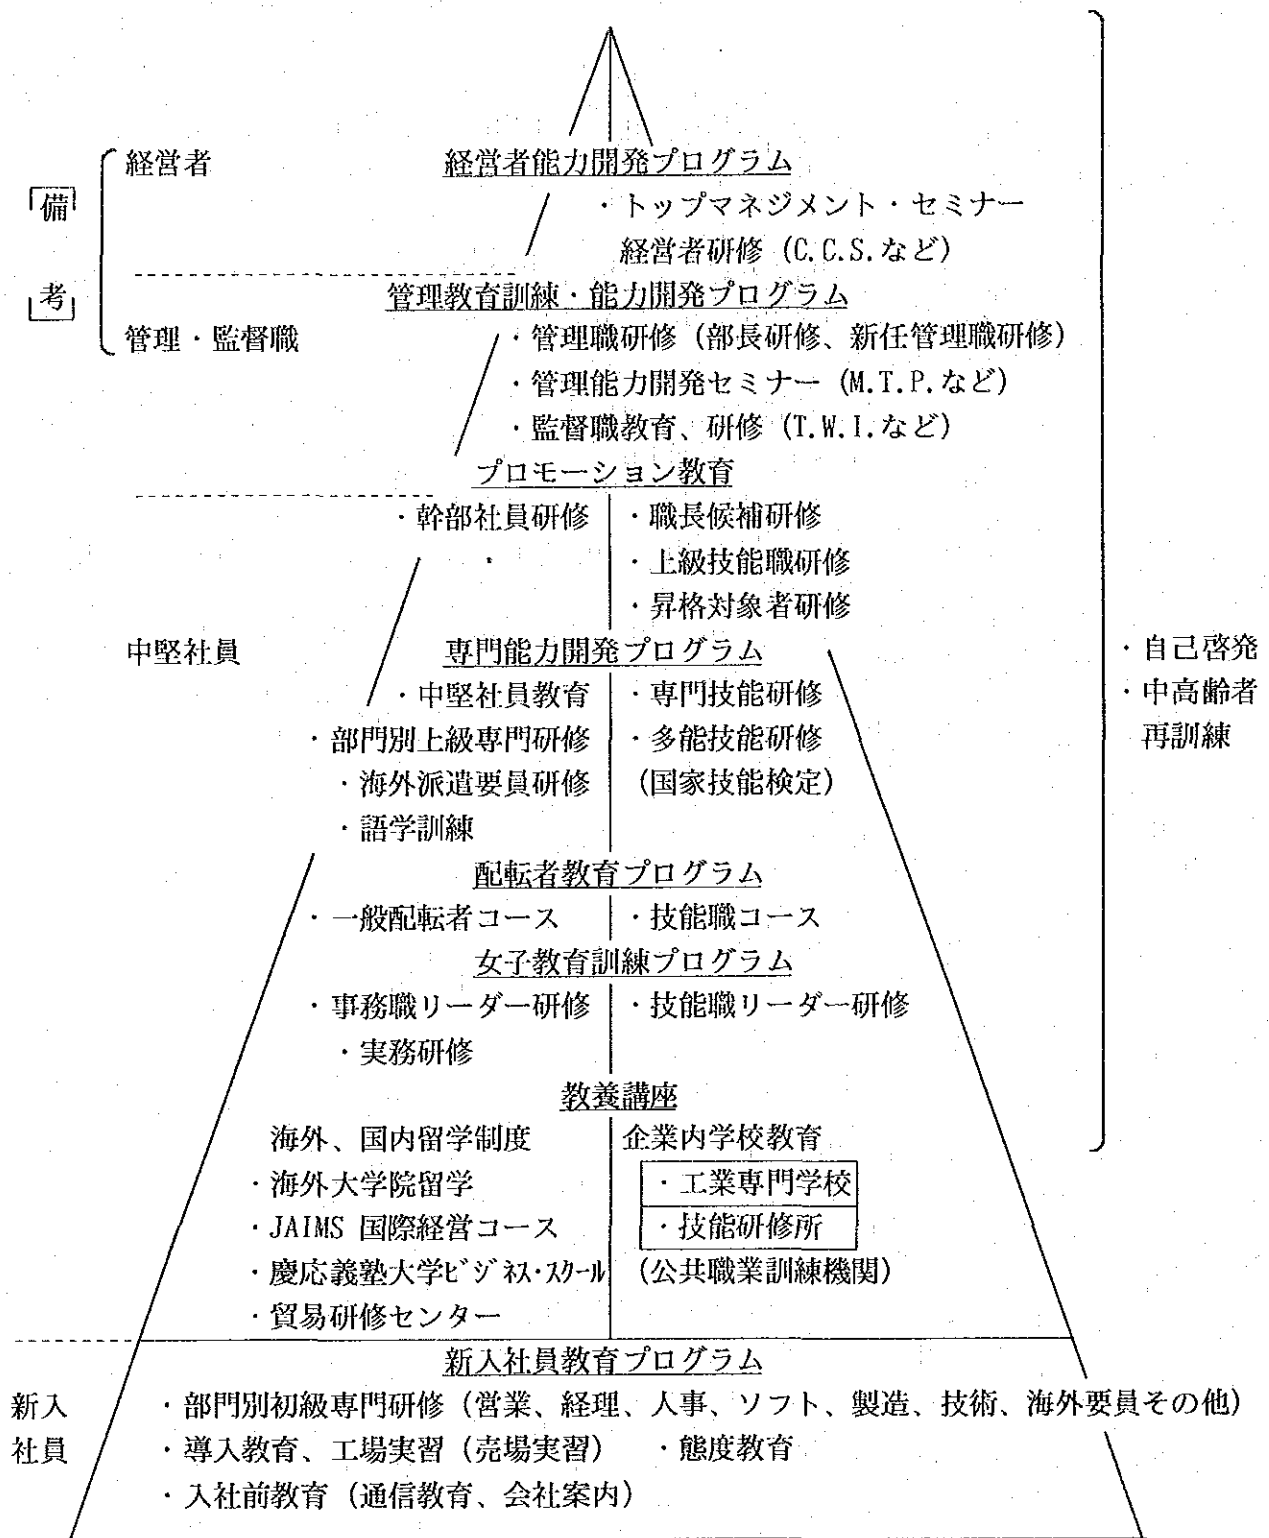 経営者
経営者能力開発プログラム
備
・トップマネジメント・セミナー
経営者研修（C.C.S.など）
考
管理教育訓練・能力開発プログラム
管理・監督職
・管理職研修（部長研修、新任管理職研修）
・管理能力開発セミナー（M.T.P.など）
・監督職教育、研修（T.W.I.など）
プロモーション教育
・幹部社員研修
・職長候補研修
・上級技能職研修
・昇格対象者研修
中堅社員
専門能力開発プログラム
・自己啓発
・中高齢者
再訓練
・中堅社員教育
・専門技能研修
・部門別上級専門研修
・多能技能研修
・海外派遣要員研修
（国家技能検定）
・語学訓練
配転者教育プログラム
・一般配転者コース
・技能職コース
女子教育訓練プログラム
・事務職リーダー研修
・技能職リーダー研修
・実務研修
教養講座
海外、国内留学制度
企業内学校教育
・海外大学院留学
・工業専門学校
・JAIMS 国際経営コース
・技能研修所
・慶応義塾大学ビジネス・スクール
（公共職業訓練機関）
・貿易研修センター
新入社員教育プログラム
新入
・部門別初級専門研修（営業、経理、人事、ソフト、製造、技術、海外要員その他）
社員
・導入教育、工場実習（売場実習）
・態度教育
・入社前教育（通信教育、会社案内）